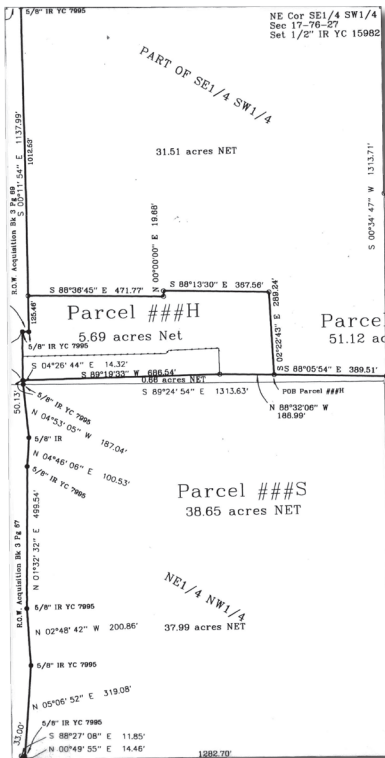 5/8" IR YC 7995
NE Cor SE1/4 SW1/4
Sec 17-76-27
Set 1/2" IR YC 15982
PART OF SE1/4 SW1/4
31.51 acres NET
S 00°11'54" E 1137.99'
1012.53'
R.O.W. Acquisition Bk 3 Pg 69
S 00°34'47" W 1313.71'
N 00°00'00" E 19.68'
S 88°36'45" E 471.77'
S 88°13'30" E 367.56'
125.46'
Parcel ###H
5.69 acres Net
S 02°22'43" E 289.24'
Parcel
51.12 ac
5/8" IR YC 7995
S 04°26'44" E 14.32'
S 89°19'33" W 686.54'
0.66 acres NET
S 88°05'54" E 389.51'
S 89°24'54" E 1313.63'
POB Parcel ###H
N 88°32'06" W
188.99'
50.13'
5/8" IR YC 7995
N 04°53'05" W 187.04'
5/8" IR
N 04°46'06" E 100.53'
5/8" IR YC 7995
Parcel ###S
38.65 acres NET
N 01°32'32" E 499.54'
R.O.W. Acquisition Bk 3 Pg 67
NE1/4 NW1/4
37.99 acres NET
5/8" IR YC 7995
N 02°48'42" W 200.86'
5/8" IR YC 7995
N 05°06'52" E 319.08'
5/8" IR YC 7995
33.00'
S 88°27'08" E 11.85'
N 00°49'55" E 14.46'
1282.70'